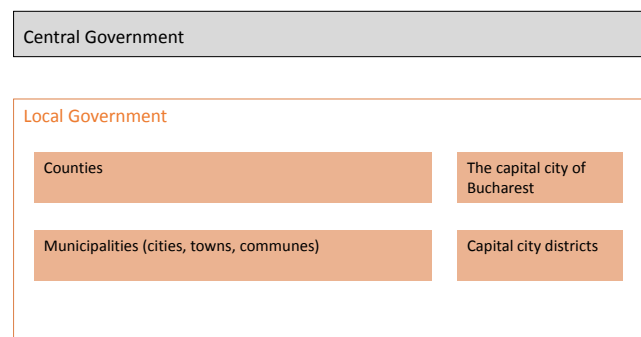 Central Government
Local Government
Counties
The capital city of
Bucharest
Municipalities (cities, towns, communes)
Capital city districts